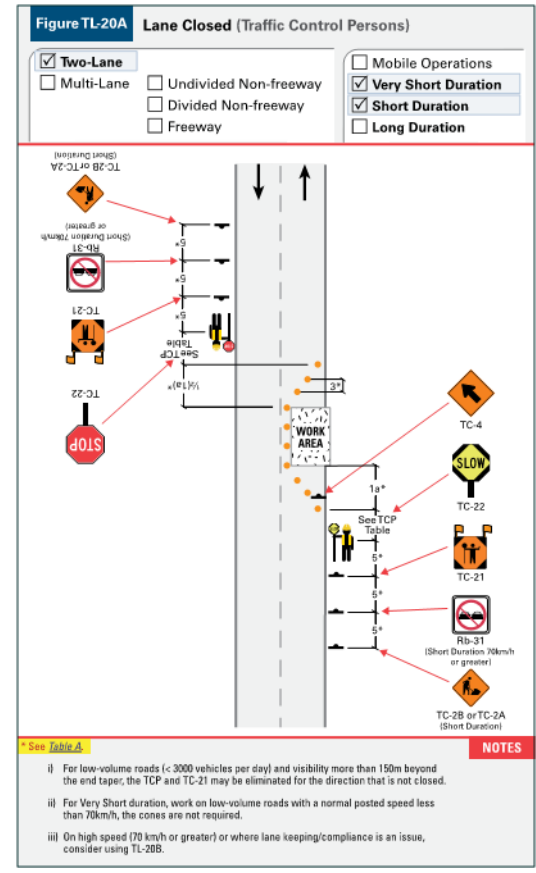 Figure TL-20A
Lane Closed (Traffic Control Persons)
Two-Lane
Multi-Lane
Undivided Non-freeway
Divided Non-freeway
Freeway
Mobile Operations
Very Short Duration
Short Duration
Long Duration
TC-2B or TC-2A
(Short Duration)
Rb-31
(Short Duration 70km/h
or greater)
TC-21
TC-22
STOP
5*
5*
5*
See TCP
Table
½(1a)*
3*
WORK
AREA
1a*
See TCP
Table
5*
5*
5*
TC-4
SLOW
TC-22
TC-21
Rb-31
(Short Duration 70km/h
or greater)
TC-2B or TC-2A
(Short Duration)
* See Table A.
NOTES
i) For low-volume roads (< 3000 vehicles per day) and visibility more than 150m beyond
the end taper, the TCP and TC-21 may be eliminated for the direction that is not closed.
ii) For Very Short duration, work on low-volume roads with a normal posted speed less
than 70km/h, the cones are not required.
iii) On high speed (70 km/h or greater) or where lane keeping/compliance is an issue,
consider using TL-20B.